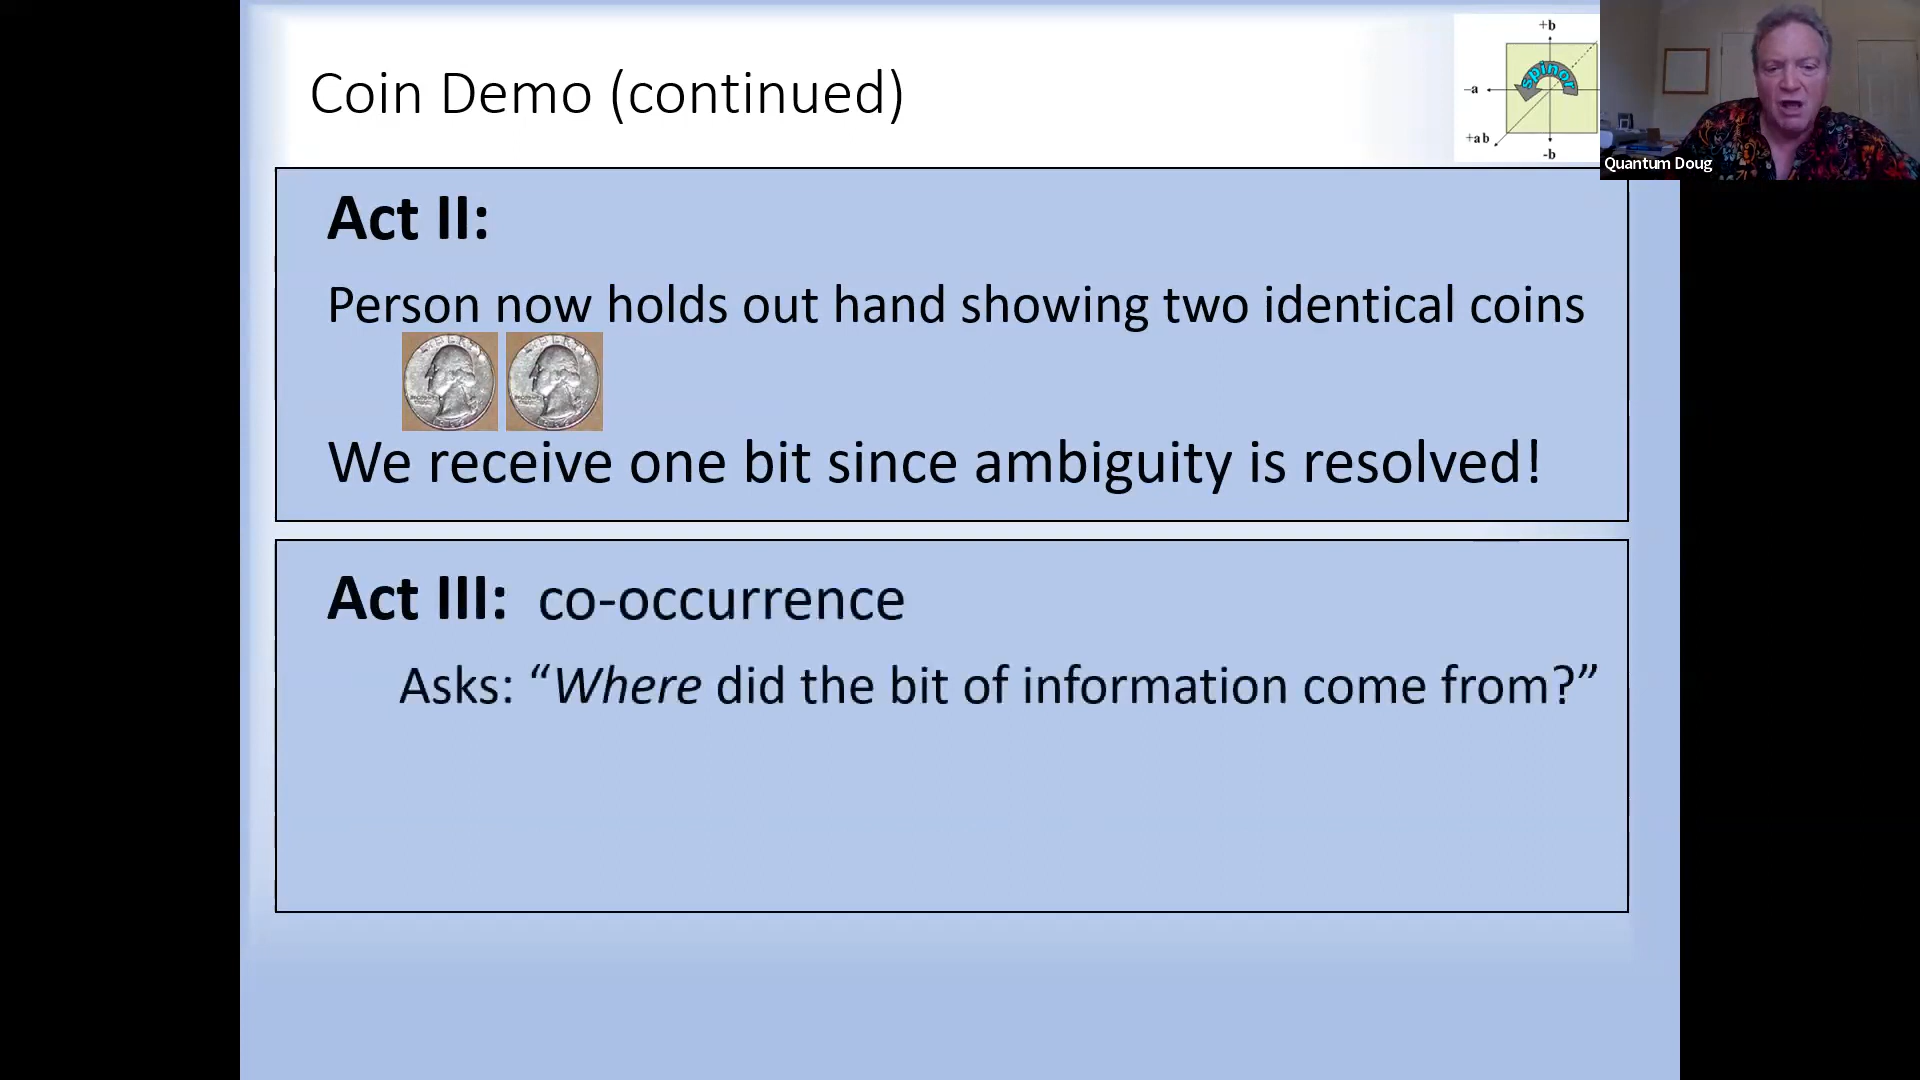 Coin Demo (continued)
+b
spinor
-a
+ab
-b
Quantum Doug
Act II:
Person now holds out hand showing two identical coins
LIBERTY
We receive one bit since ambiguity is resolved!
Act III: co-occurrence
Asks: “Where did the bit of information come from?”